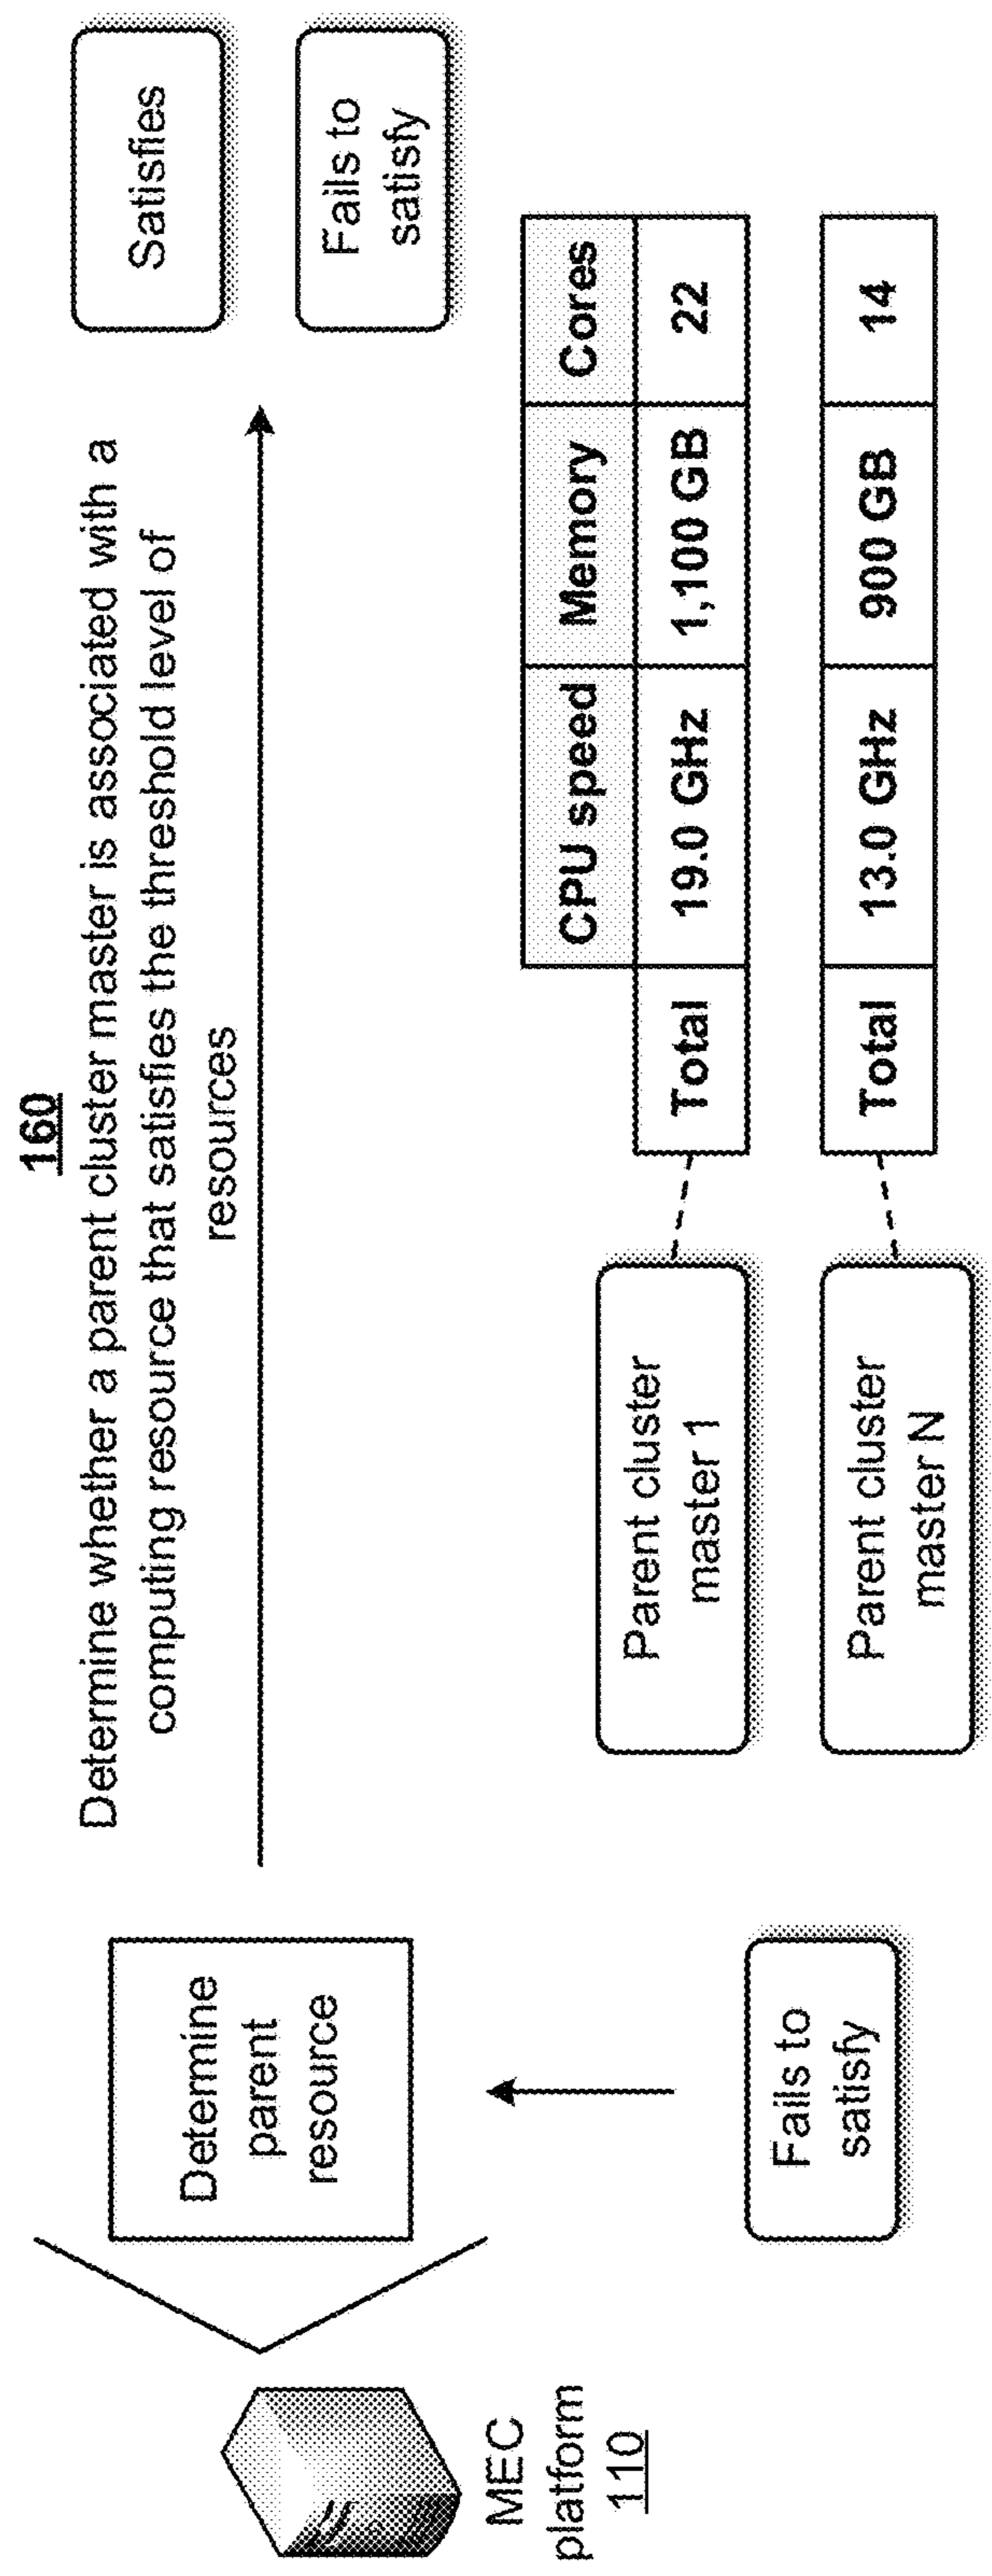 160
Determine whether a parent cluster master is associated with a
computing resource that satisfies the threshold level of
resources
Satisfies
Fails to
satisfy
Determine
parent
resource
MEC
platform
110
Fails to
satisfy
CPU speed Memory Cores
Parent cluster
master 1
Total 19.0 GHz 1,100 GB 22
Parent cluster
master N
Total 13.0 GHz 900 GB 14